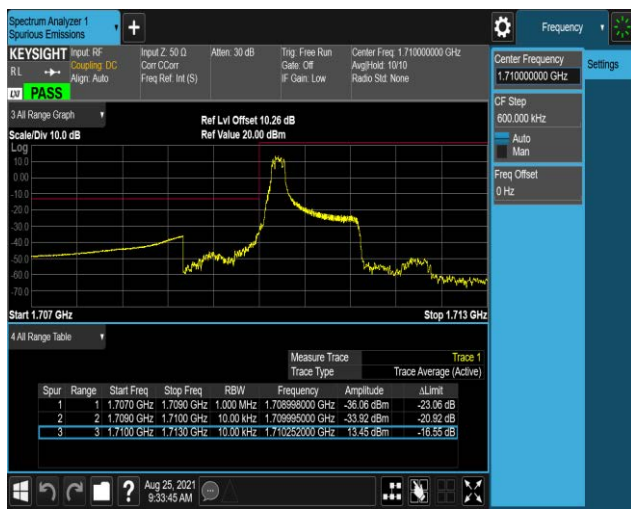 Spectrum Analyzer 1
Spurious Emissions
+
Frequency
KEYSIGHT
RL
Input: RF
Coupling: DC
Align: Auto
Input Z: 50 Ω
Corr CCorr
Freq Ref: Int (S)
Atten: 30 dB
Trig: Free Run
Gate: Off
IF Gain: Low
Center Freq: 1.710000000 GHz
Avg|Hold: 10/10
Radio Std: None
LXI PASS
3 All Range Graph
Scale/Div 10.0 dB
Ref Lvl Offset 10.26 dB
Ref Value 20.00 dBm
Log
10.0
0.00
-10.0
-20.0
-30.0
-40.0
-50.0
-60.0
-70.0
Start 1.707 GHz
Stop 1.713 GHz
4 All Range Table
Measure Trace Trace 1
Trace Type Trace Average (Active)
Spur Range Start Freq Stop Freq RBW Frequency Amplitude ΔLimit
1 1 1.7070 GHz 1.7090 GHz 1.000 MHz 1.708998000 GHz -36.06 dBm -23.06 dB
2 2 1.7090 GHz 1.7100 GHz 10.00 kHz 1.709995000 GHz -33.92 dBm -20.92 dB
3 3 1.7100 GHz 1.7130 GHz 10.00 kHz 1.710252000 GHz 13.45 dBm -16.55 dB
Center Frequency
1.710000000 GHz
Settings
CF Step
600.000 kHz
Auto
Man
Freq Offset
0 Hz
?
Aug 25, 2021
9:33:45 AM